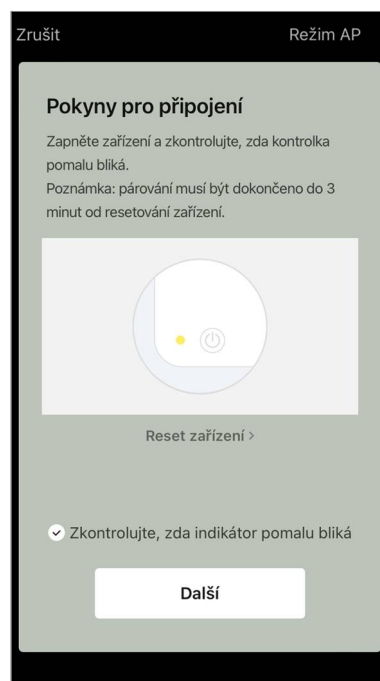 Zrušit
Režim AP
Pokyny pro připojení
Zapněte zařízení a zkontrolujte, zda kontrolka
pomalu bliká.
Poznámka: párování musí být dokončeno do 3
minut od resetování zařízení.
Reset zařízení >
Zkontrolujte, zda indikátor pomalu bliká
Další